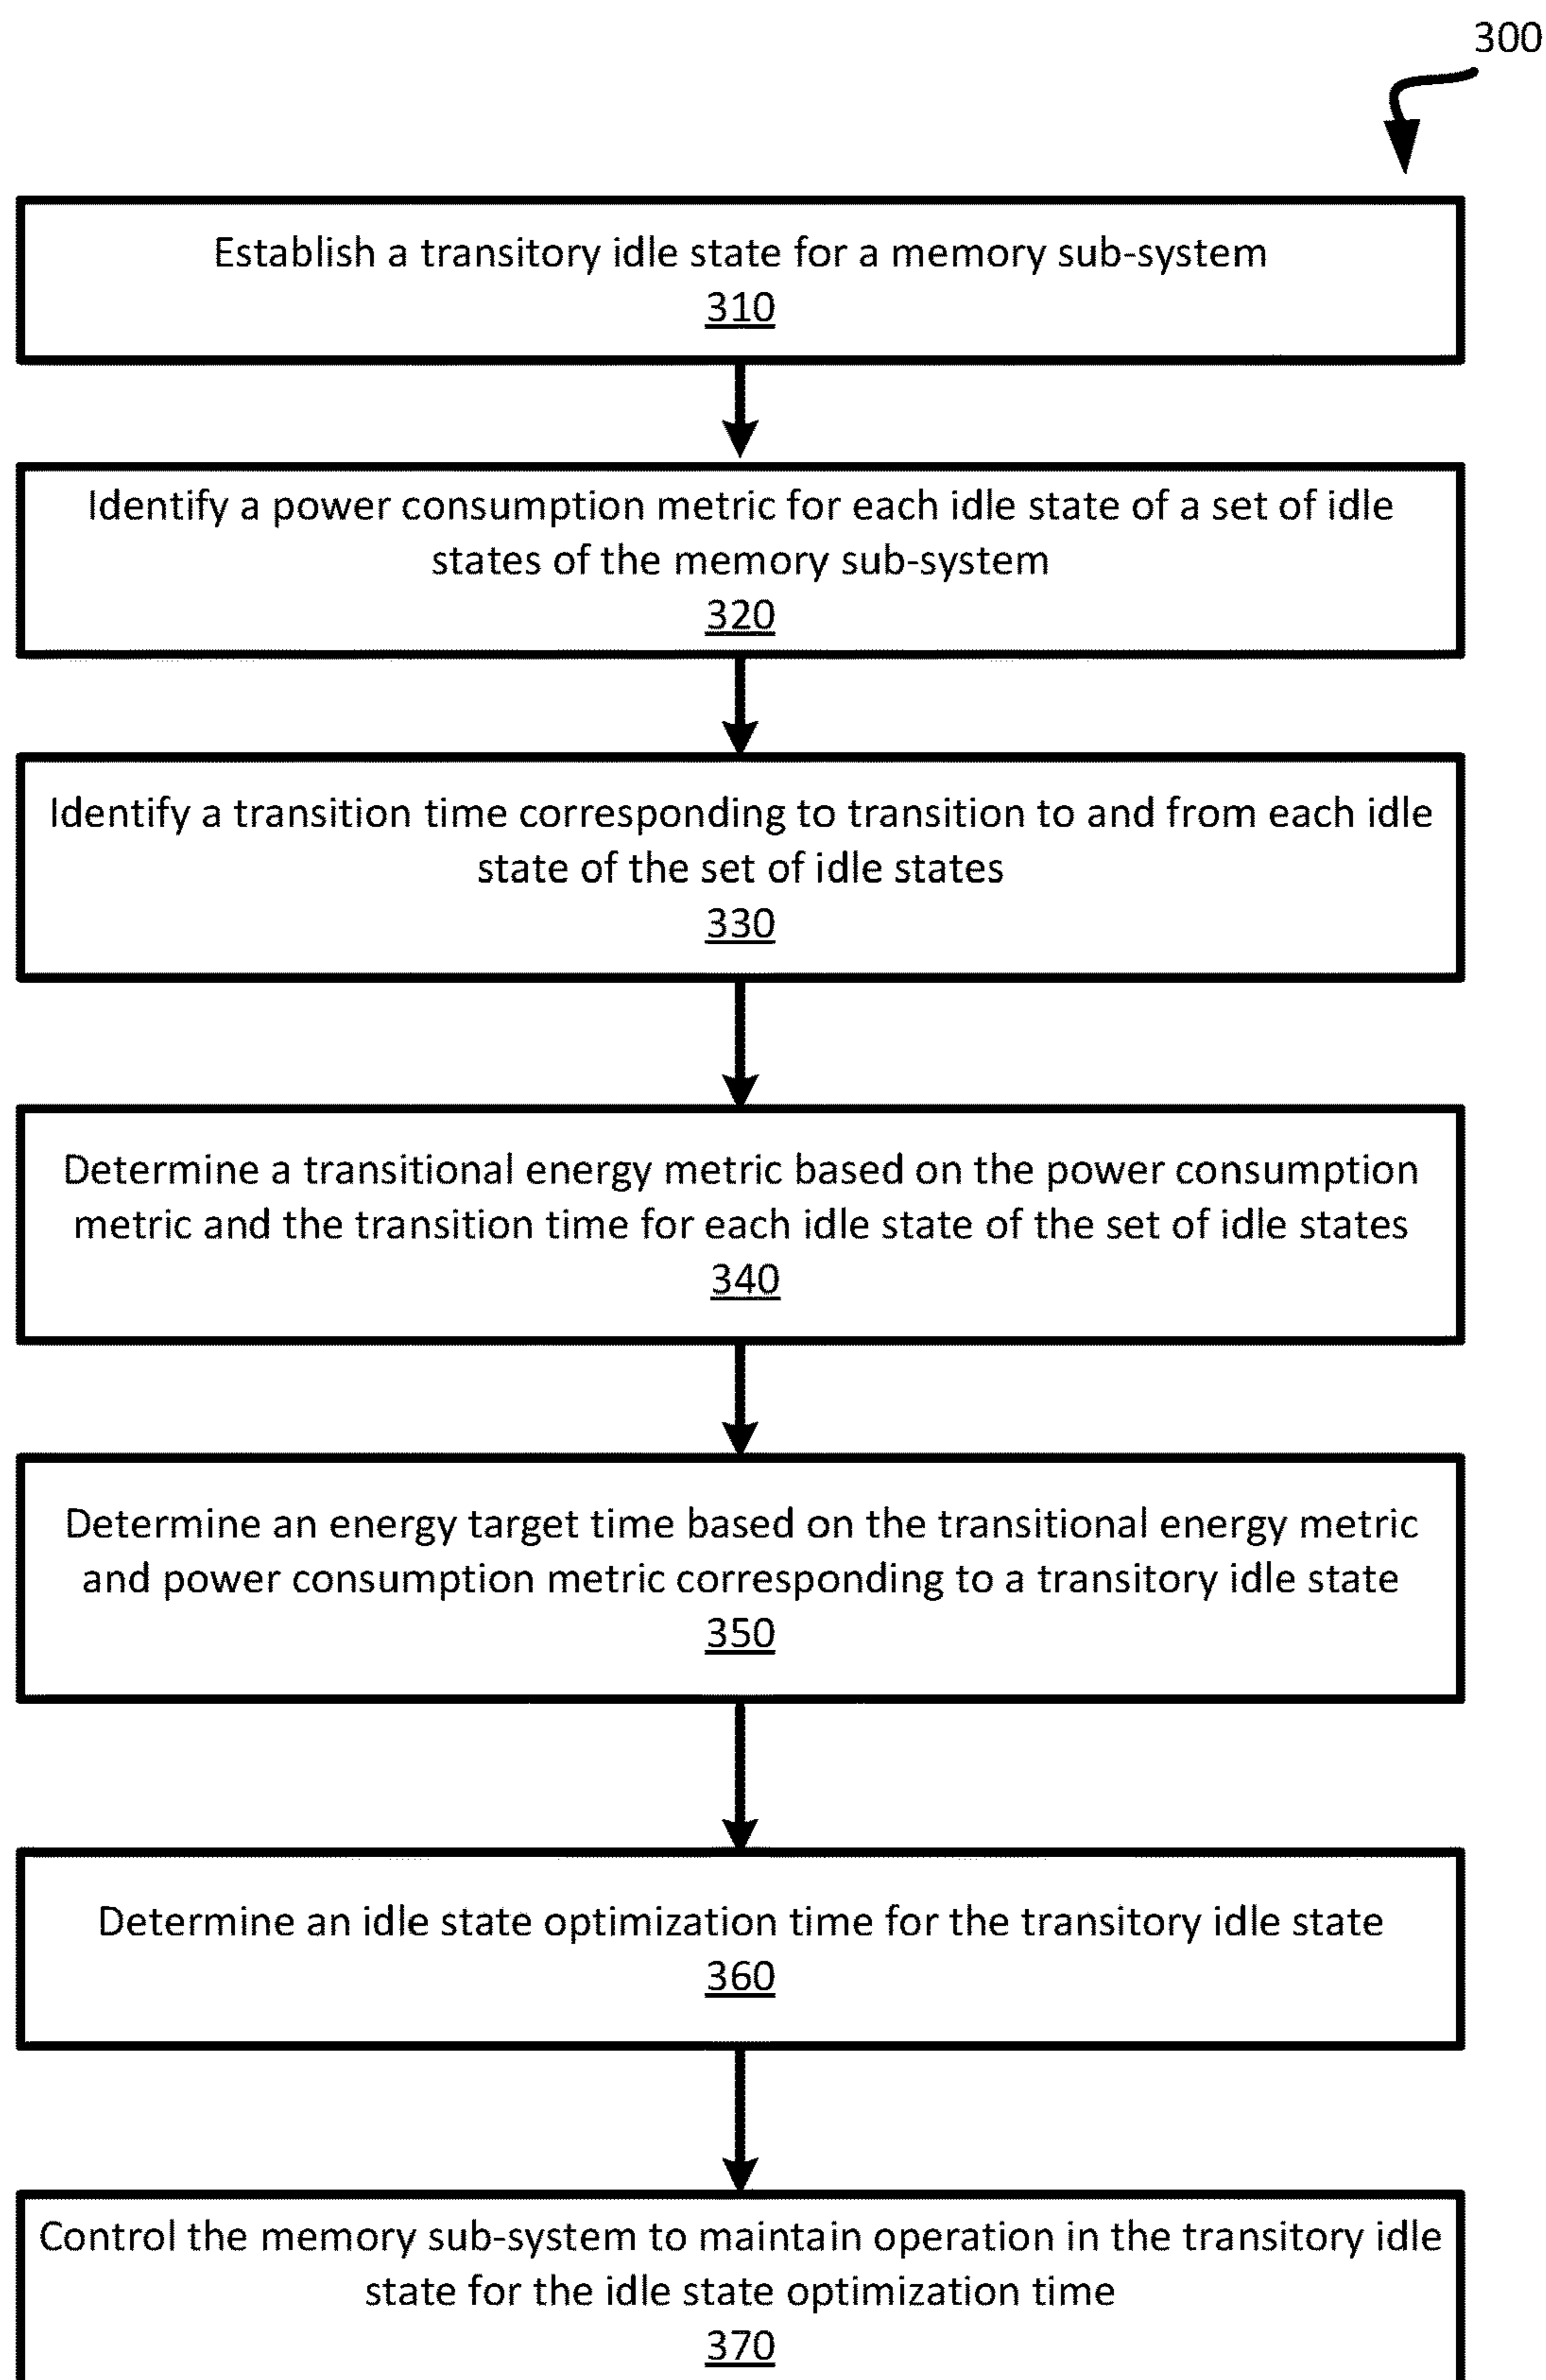 300
Establish a transitory idle state for a memory sub-system
310
Identify a power consumption metric for each idle state of a set of idle
states of the memory sub-system
320
Identify a transition time corresponding to transition to and from each idle
state of the set of idle states
330
Determine a transitional energy metric based on the power consumption
metric and the transition time for each idle state of the set of idle states
340
Determine an energy target time based on the transitional energy metric
and power consumption metric corresponding to a transitory idle state
350
Determine an idle state optimization time for the transitory idle state
360
Control the memory sub-system to maintain operation in the transitory idle
state for the idle state optimization time
370